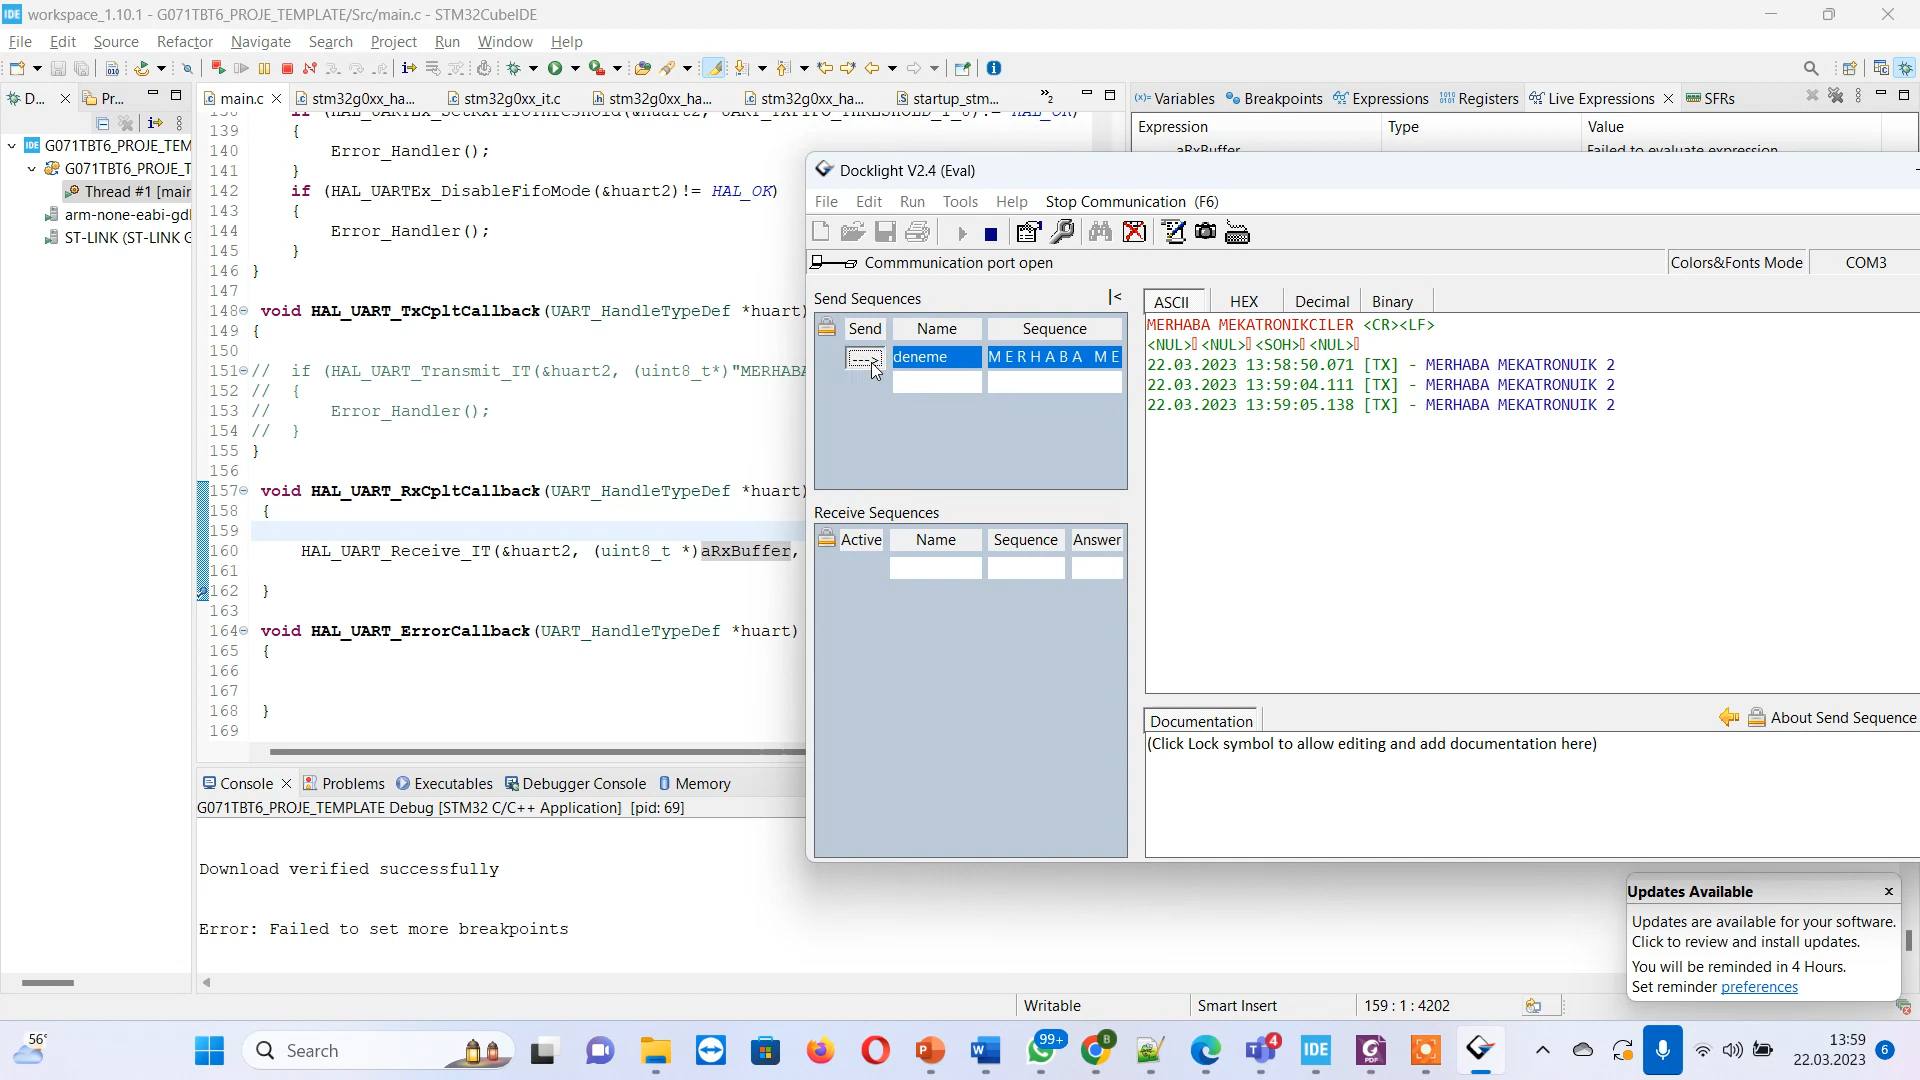 workspace_1.10.1 - G071TBT6_PROJE_TEMPLATE/Src/main.c - STM32CubeIDE
File Edit Source Refactor Navigate Search Project Run Window Help
D... Pr...
G071TBT6_PROJE_TEM
G071TBT6_PROJE_T
Thread #1 [main
arm-none-eabi-gdl
ST-LINK (ST-LINK G
main.c stm32g0xx_ha... stm32g0xx_it.c stm32g0xx_ha... stm32g0xx_ha... startup_stm... »2
139 {
140 Error_Handler();
141 }
142 if (HAL_UARTEx_DisableFifoMode(&huart2)!= HAL_OK)
143 {
144 Error_Handler();
145 }
146 }
147
148 void HAL_UART_TxCpltCallback(UART_HandleTypeDef *huart)
149 {
150
151 // if (HAL_UART_Transmit_IT(&huart2, (uint8_t*)"MERHABA
152 // {
153 // Error_Handler();
154 // }
155 }
156
157 void HAL_UART_RxCpltCallback(UART_HandleTypeDef *huart)
158 {
159
160 HAL_UART_Receive_IT(&huart2, (uint8_t *)aRxBuffer,
161
162 }
163
164 void HAL_UART_ErrorCallback(UART_HandleTypeDef *huart)
165 {
166
167
168 }
169
Variables Breakpoints Expressions Registers Live Expressions SFRs
Expression Type Value
aRxBuffer Failed to evaluate expression
Docklight V2.4 (Eval)
File Edit Run Tools Help Stop Communication (F6)
Commmunication port open Colors&Fonts Mode COM3
Send Sequences
Send Name Sequence
---> deneme MERHABA ME
Receive Sequences
Active Name Sequence Answer
ASCII HEX Decimal Binary
MERHABA MEKATRONIKCILER <CR><LF>
<NUL>▯<NUL>▯<SOH>▯<NUL>▯
22.03.2023 13:58:50.071 [TX] - MERHABA MEKATRONUIK 2
22.03.2023 13:59:04.111 [TX] - MERHABA MEKATRONUIK 2
22.03.2023 13:59:05.138 [TX] - MERHABA MEKATRONUIK 2
Documentation About Send Sequence
(Click Lock symbol to allow editing and add documentation here)
Console Problems Executables Debugger Console Memory
G071TBT6_PROJE_TEMPLATE Debug [STM32 C/C++ Application] [pid: 69]
Download verified successfully
Error: Failed to set more breakpoints
Updates Available
Updates are available for your software.
Click to review and install updates.
You will be reminded in 4 Hours.
Set reminder preferences
Writable Smart Insert 159 : 1 : 4202
56°
Search
99+
4
13:59
22.03.2023
6